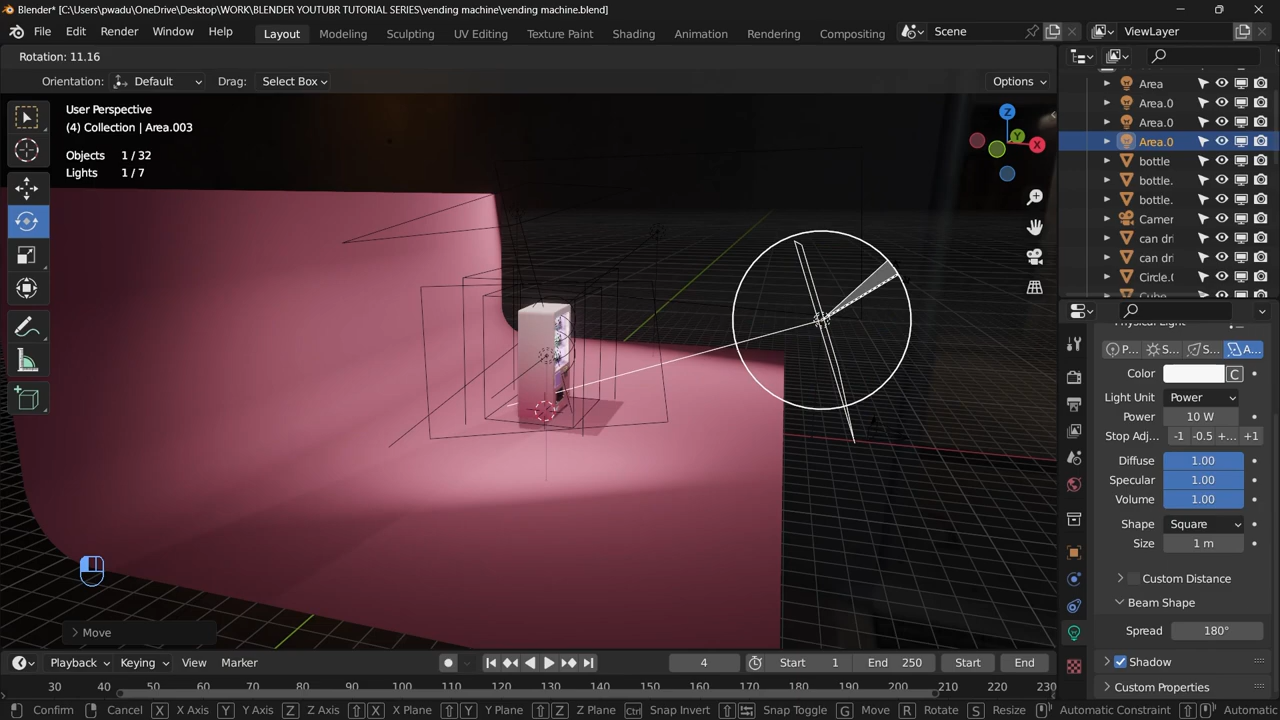 Blender* [C:\Users\pwadu\OneDrive\Desktop\WORK\BLENDER YOUTUBR TUTORIAL SERIES\vending machine\vending machine.blend]
File Edit Render Window Help Layout Modeling Sculpting UV Editing Texture Paint Shading Animation Rendering Compositing Scene ViewLayer
Rotation: 11.16
Orientation: Default Drag: Select Box Options
User Perspective
(4) Collection | Area.003
Objects 1 / 32
Lights 1 / 7
Z
Y
X
Area
Area.0
Area.0
Area.0
bottle
bottle.
bottle.
Camer
can dri
can dri
Circle.(
P... S... S... A...
Color C
Light Unit Power
Power 10 W
Stop Adj... -1 -0.5 +... +1
Diffuse 1.00
Specular 1.00
Volume 1.00
Shape Square
Size 1 m
Custom Distance
Beam Shape
Spread 180°
Shadow
Custom Properties
Move
Playback Keying View Marker 4 Start 1 End 250 Start End
30 40 50 60 70 80 90 100 110 120 130 140 150 160 170 180 190 200 210 220 230
Confirm Cancel X X Axis Y Y Axis Z Z Axis X X Plane Y Y Plane Z Z Plane Ctrl Snap Invert Snap Toggle G Move R Rotate S Resize Automatic Constraint Automatic